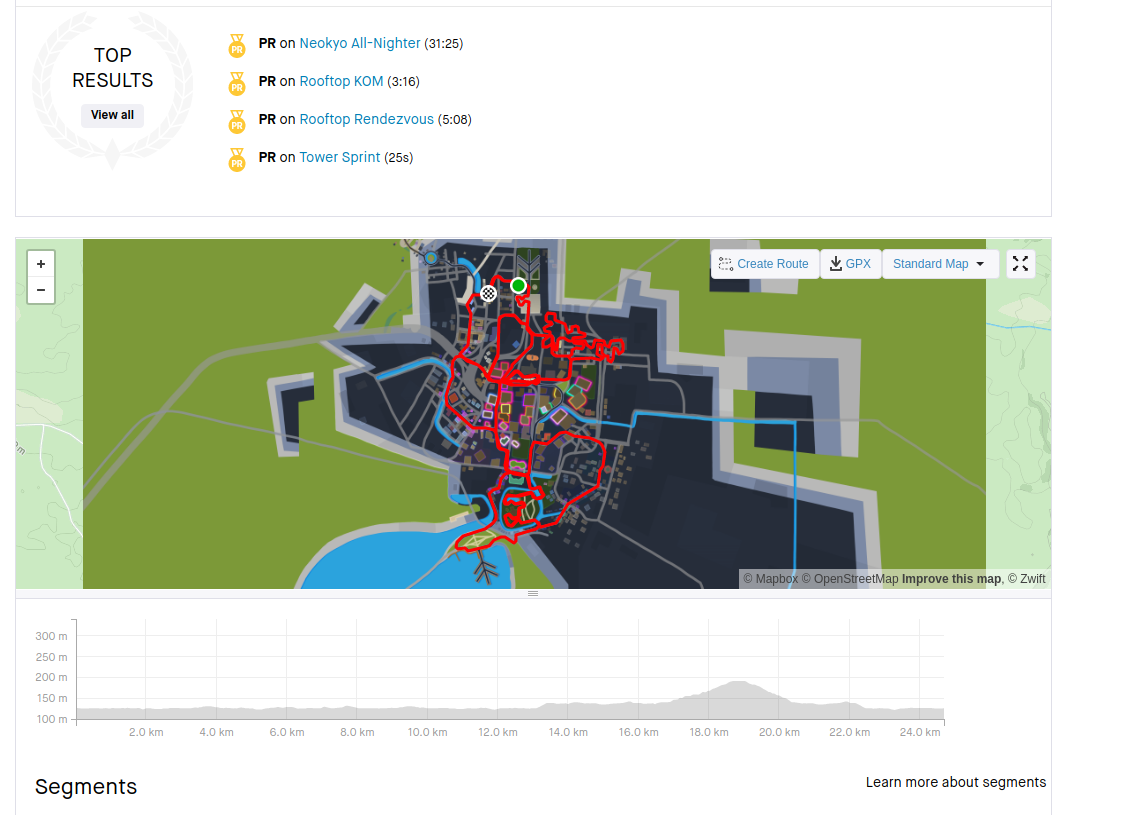 TOP
RESULTS
View all
PR
PR on Neokyo All-Nighter (31:25)
PR
PR on Rooftop KOM (3:16)
PR
PR on Rooftop Rendezvous (5:08)
PR
PR on Tower Sprint (25s)
+
−
Create Route
GPX
Standard Map
© Mapbox © OpenStreetMap Improve this map, © Zwift
300 m
250 m
200 m
150 m
100 m
2.0 km 4.0 km 6.0 km 8.0 km 10.0 km 12.0 km 14.0 km 16.0 km 18.0 km 20.0 km 22.0 km 24.0 km
Segments
Learn more about segments